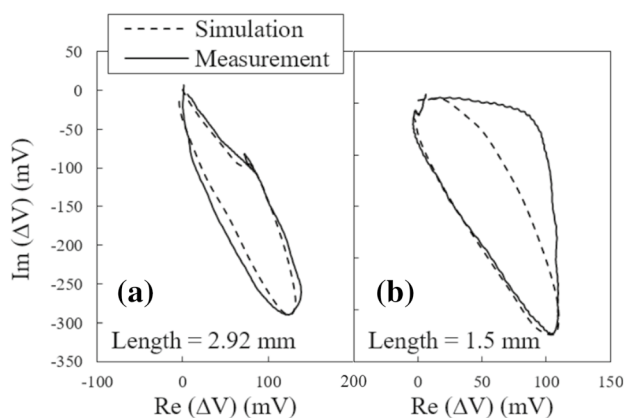 Simulation
Measurement
50
0
-50
-100
-150
-200
-250
-300
-350
Im (ΔV) (mV)
(a)
Length = 2.92 mm
(b)
Length = 1.5 mm
-100 0 100 200 0 50 100 150
Re (ΔV) (mV) Re (ΔV) (mV)